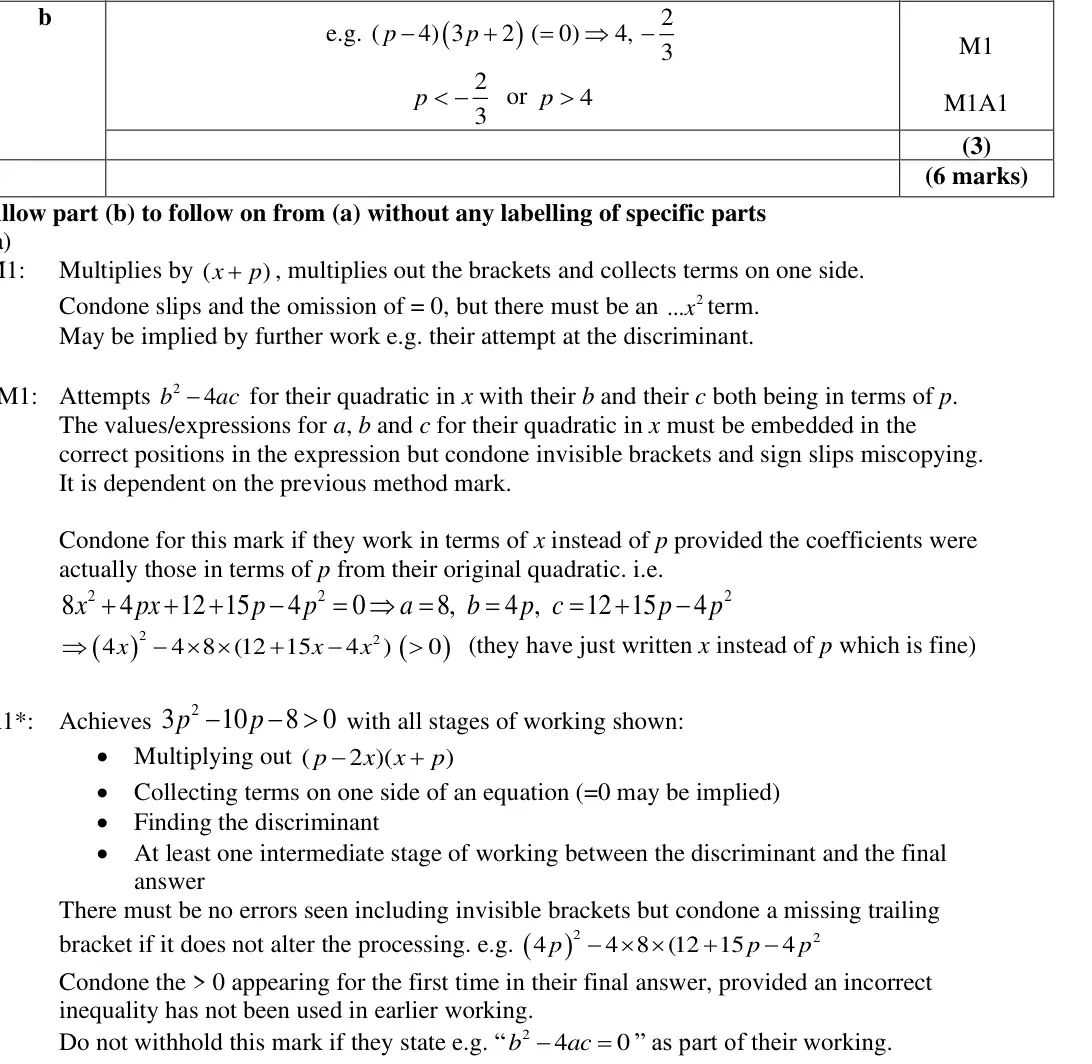 b
e.g. (p − 4)(3p + 2) (= 0) ⇒ 4, −2/3
M1
p < −2/3 or p > 4
M1A1
(3)
(6 marks)
llow part (b) to follow on from (a) without any labelling of specific parts
a)
M1: Multiplies by (x + p), multiplies out the brackets and collects terms on one side.
Condone slips and the omission of = 0, but there must be an ...x² term.
May be implied by further work e.g. their attempt at the discriminant.
M1: Attempts b² − 4ac for their quadratic in x with their b and their c both being in terms of p.
The values/expressions for a, b and c for their quadratic in x must be embedded in the
correct positions in the expression but condone invisible brackets and sign slips miscopying.
It is dependent on the previous method mark.
Condone for this mark if they work in terms of x instead of p provided the coefficients were
actually those in terms of p from their original quadratic. i.e.
8x² + 4px + 12 + 15p − 4p² = 0 ⇒ a = 8, b = 4p, c = 12 + 15p − 4p²
⇒ (4x)² − 4×8×(12 + 15x − 4x²) (> 0) (they have just written x instead of p which is fine)
1*: Achieves 3p² − 10p − 8 > 0 with all stages of working shown:
• Multiplying out (p − 2x)(x + p)
• Collecting terms on one side of an equation (=0 may be implied)
• Finding the discriminant
• At least one intermediate stage of working between the discriminant and the final
answer
There must be no errors seen including invisible brackets but condone a missing trailing
bracket if it does not alter the processing. e.g. (4p)² − 4×8×(12 + 15p − 4p²
Condone the > 0 appearing for the first time in their final answer, provided an incorrect
inequality has not been used in earlier working.
Do not withhold this mark if they state e.g. “b² − 4ac = 0” as part of their working.